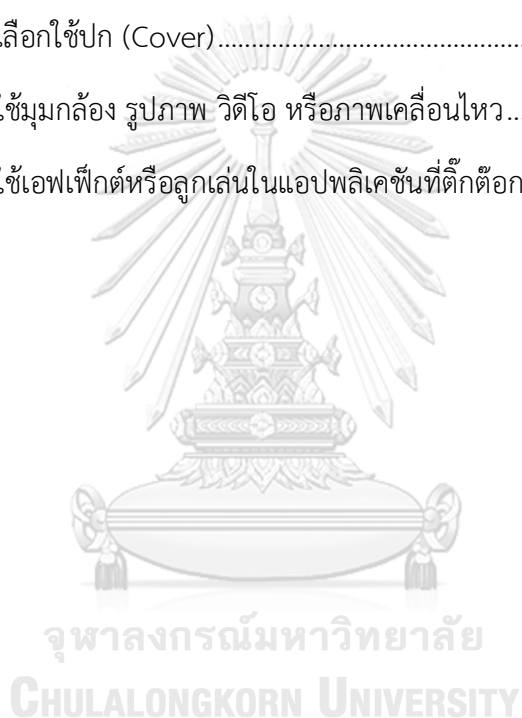 ลือกใช้ปก (Cover)......................................................
ใช้มุมกล้อง รูปภาพ วิดีโอ หรือภาพเคลื่อนไหว...
ใช้เอฟเฟ็กต์หรือลูกเล่นในแอปพลิเคชันที่ติ๊กต๊อก
จุฬาลงกรณ์มหาวิทยาลัย
CHULALONGKORN UNIVERSITY